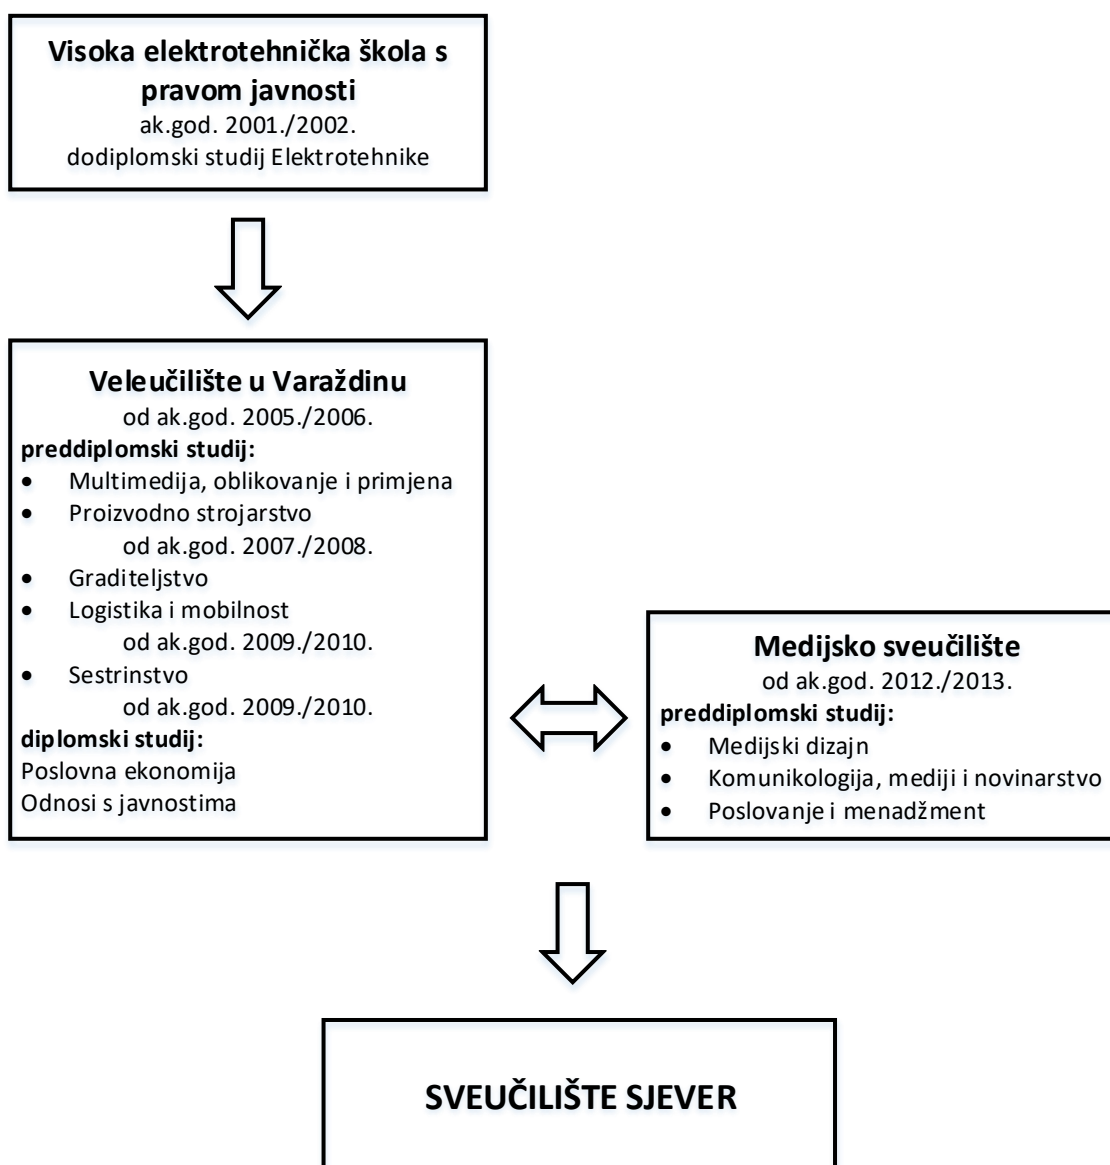 Visoka elektrotehnička škola s
pravom javnosti
ak.god. 2001./2002.
dodiplomski studij Elektrotehnike
Veleučilište u Varaždinu
od ak.god. 2005./2006.
preddiplomski studij:
• Multimedija, oblikovanje i primjena
• Proizvodno strojarstvo
od ak.god. 2007./2008.
• Graditeljstvo
• Logistika i mobilnost
od ak.god. 2009./2010.
• Sestrinstvo
od ak.god. 2009./2010.
diplomski studij:
Poslovna ekonomija
Odnosi s javnostima
Medijsko sveučilište
od ak.god. 2012./2013.
preddiplomski studij:
• Medijski dizajn
• Komunikologija, mediji i novinarstvo
• Poslovanje i menadžment
SVEUČILIŠTE SJEVER